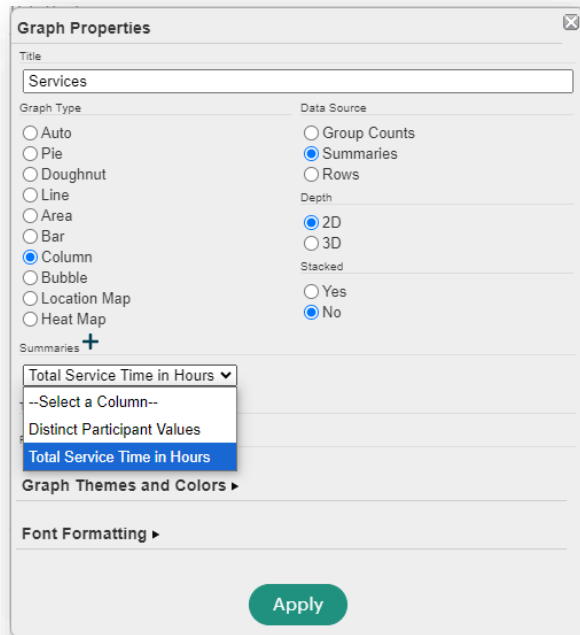 Graph Properties
Title
Services
Graph Type
Auto
Pie
Doughnut
Line
Area
Bar
Column
Bubble
Location Map
Heat Map
Data Source
Group Counts
Summaries
Rows
Depth
2D
3D
Stacked
Yes
No
Summaries +
Total Service Time in Hours
--Select a Column--
Distinct Participant Values
Total Service Time in Hours
Graph Themes and Colors
Font Formatting
Apply